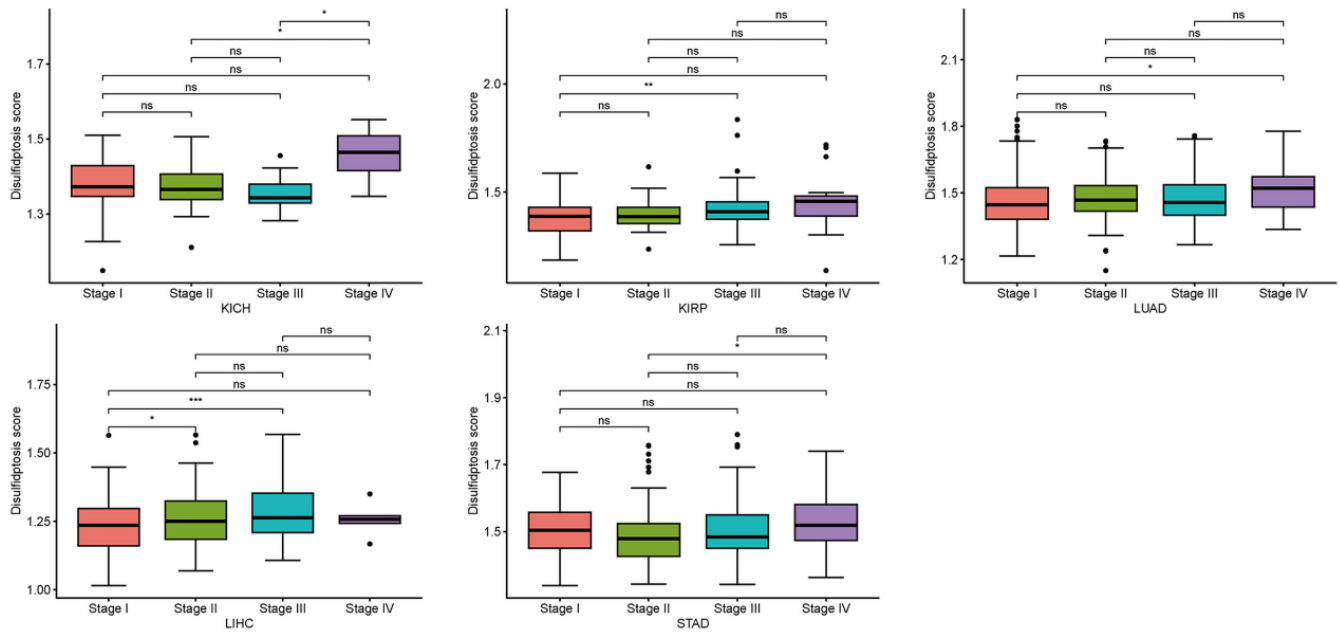 *
*
1.7
ns
ns
ns
ns
1.5
1.3
Disulfidptosis score
Stage I Stage II Stage III Stage IV
KICH
ns
ns
ns
2.0
ns
**
ns
1.5
Disulfidptosis score
Stage I Stage II Stage III Stage IV
KIRP
ns
ns
2.1
ns
*
ns
ns
1.8
1.5
1.2
Disulfidptosis score
Stage I Stage II Stage III Stage IV
LUAD
ns
ns
ns
1.75
ns
***
*
1.50
1.25
1.00
Disulfidptosis score
Stage I Stage II Stage III Stage IV
LIHC
2.1
ns
*
ns
1.9
ns
ns
ns
1.7
1.5
Disulfidptosis score
Stage I Stage II Stage III Stage IV
STAD